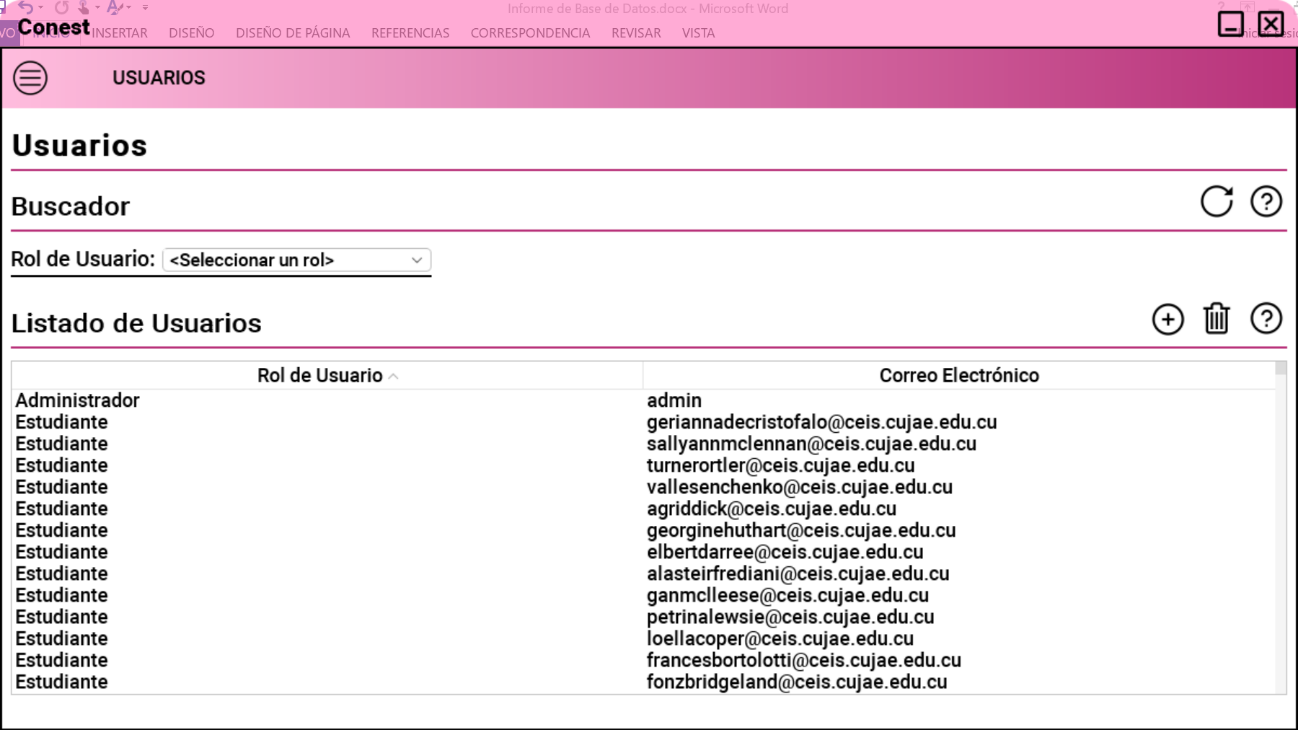 Informe de Base de Datos.docx - Microsoft Word
Conest
INSERTAR DISEÑO DISEÑO DE PÁGINA REFERENCIAS CORRESPONDENCIA REVISAR VISTA
USUARIOS
Usuarios
Buscador
Rol de Usuario: <Seleccionar un rol>
Listado de Usuarios
Rol de Usuario Correo Electrónico
Administrador admin
Estudiante geriannadecristofalo@ceis.cujae.edu.cu
Estudiante sallyannmclennan@ceis.cujae.edu.cu
Estudiante turnerortler@ceis.cujae.edu.cu
Estudiante vallesenchenko@ceis.cujae.edu.cu
Estudiante agriddick@ceis.cujae.edu.cu
Estudiante georginehuthart@ceis.cujae.edu.cu
Estudiante elbertdarree@ceis.cujae.edu.cu
Estudiante alasteirfrediani@ceis.cujae.edu.cu
Estudiante ganmclleese@ceis.cujae.edu.cu
Estudiante petrinalewsie@ceis.cujae.edu.cu
Estudiante loellacoper@ceis.cujae.edu.cu
Estudiante francesbortolotti@ceis.cujae.edu.cu
Estudiante fonzbridgeland@ceis.cujae.edu.cu